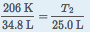 206 K / 34.8 L = T₂ / 25.0 L